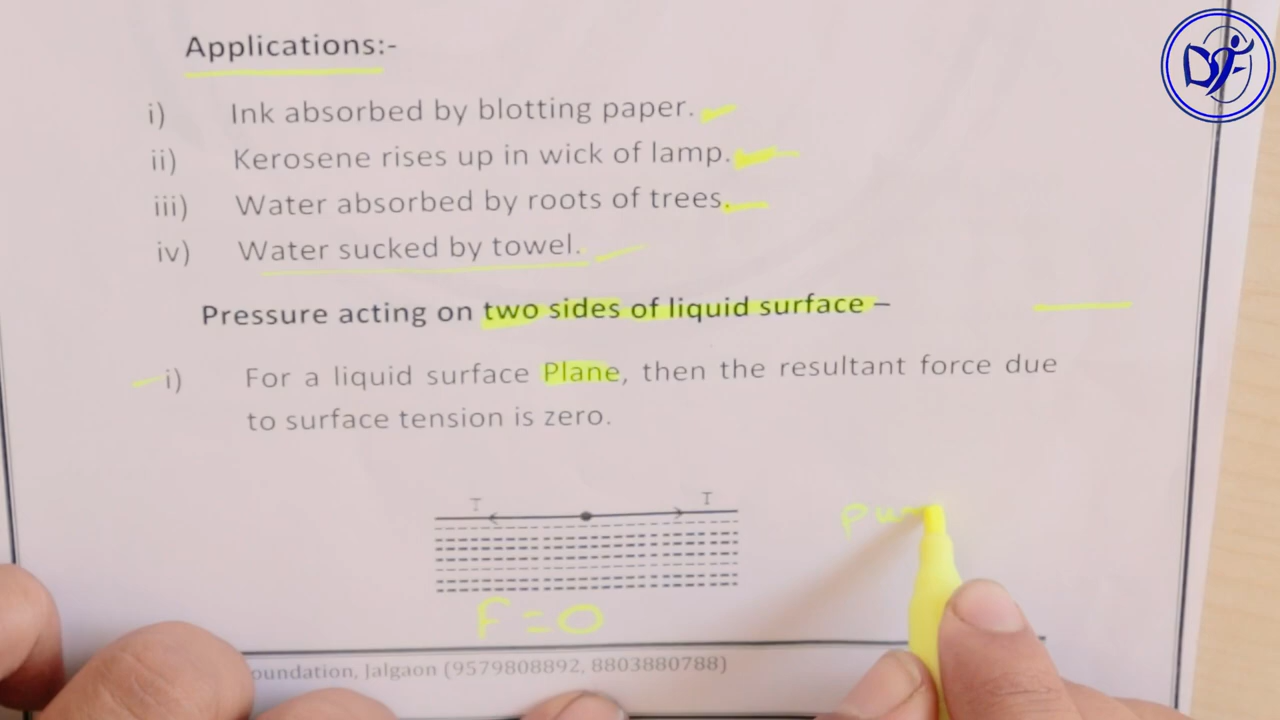 Applications:-
i) Ink absorbed by blotting paper.
ii) Kerosene rises up in wick of lamp.
iii) Water absorbed by roots of trees.
iv) Water sucked by towel.
Pressure acting on two sides of liquid surface –
i) For a liquid surface Plane, then the resultant force due
to surface tension is zero.
T T
F = 0
oundation, Jalgaon (9579808892, 8803880788)